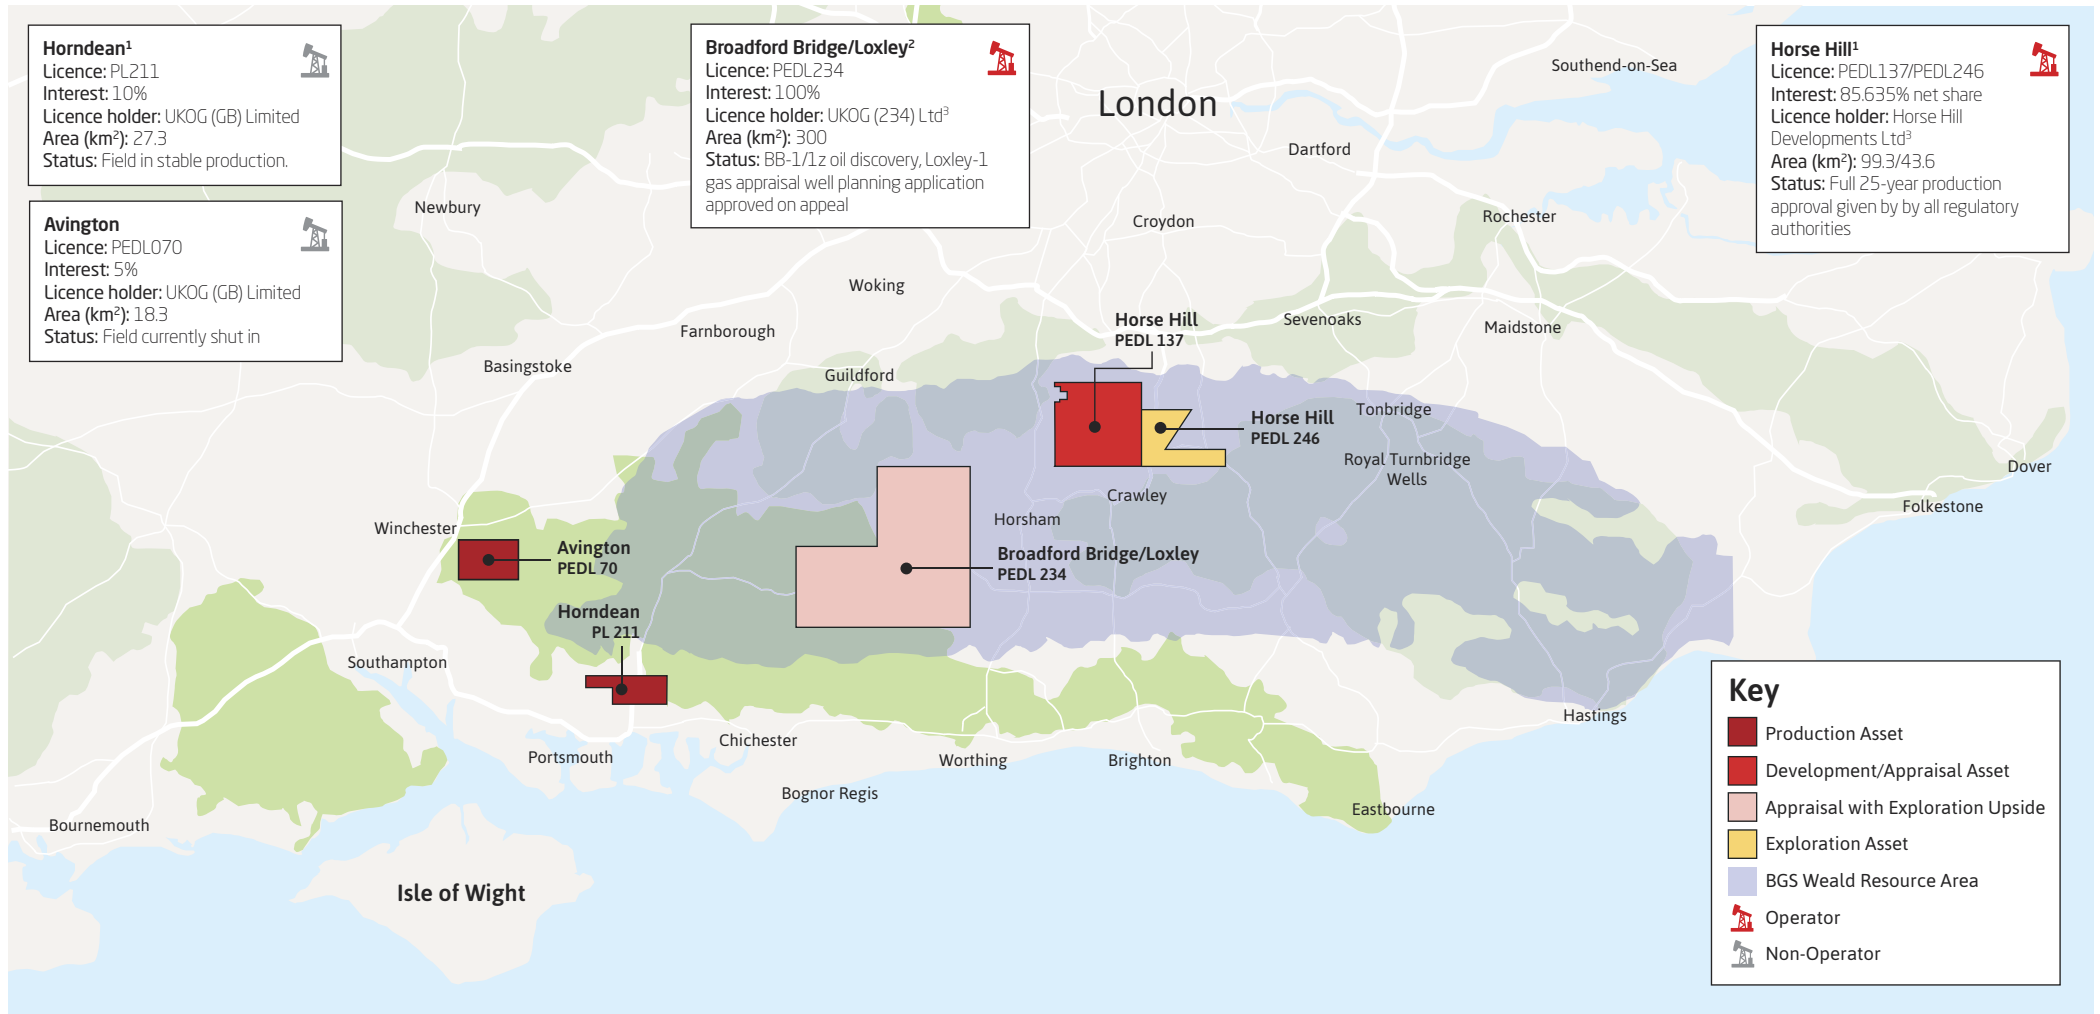 Horndean¹
Licence: PL211
Interest: 10%
Licence holder: UKOG (GB) Limited
Area (km²): 27.3
Status: Field in stable production.
Avington
Licence: PEDL070
Interest: 5%
Licence holder: UKOG (GB) Limited
Area (km²): 18.3
Status: Field currently shut in
Broadford Bridge/Loxley²
Licence: PEDL234
Interest: 100%
Licence holder: UKOG (234) Ltd³
Area (km²): 300
Status: BB-1/1z oil discovery, Loxley-1
gas appraisal well planning application
approved on appeal
Horse Hill¹
Licence: PEDL137/PEDL246
Interest: 85.635% net share
Licence holder: Horse Hill
Developments Ltd³
Area (km²): 99.3/43.6
Status: Full 25-year production
approval given by by all regulatory
authorities
London
Southend-on-Sea
Dartford
Newbury
Croydon
Rochester
Woking
Farnborough
Sevenoaks
Maidstone
Horse Hill
PEDL 137
Basingstoke
Guildford
Tonbridge
Horse Hill
PEDL 246
Royal Turnbridge
Wells
Dover
Crawley
Folkestone
Winchester
Horsham
Avington
PEDL 70
Broadford Bridge/Loxley
PEDL 234
Horndean
PL 211
Southampton
Hastings
Portsmouth
Chichester
Worthing
Brighton
Bognor Regis
Eastbourne
Bournemouth
Isle of Wight
Key
Production Asset
Development/Appraisal Asset
Appraisal with Exploration Upside
Exploration Asset
BGS Weald Resource Area
Operator
Non-Operator